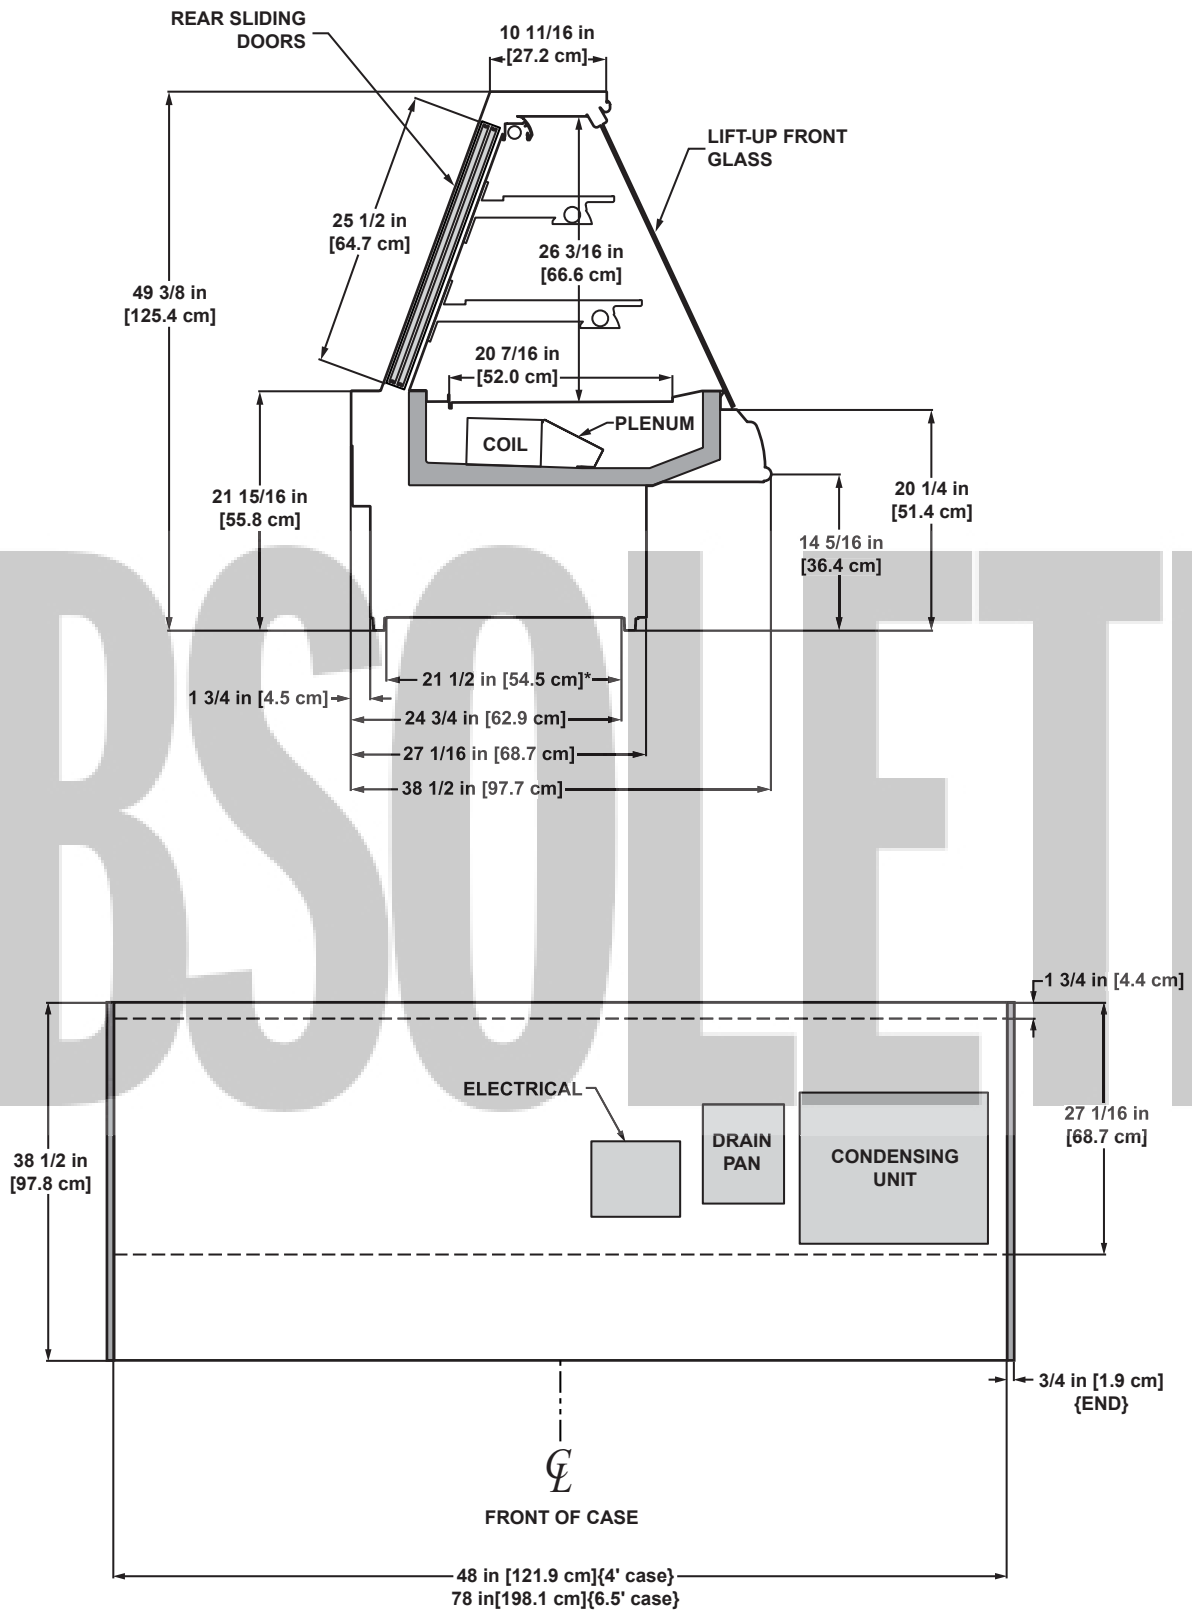 REAR SLIDING
DOORS
10 11/16 in
[27.2 cm]
LIFT-UP FRONT
GLASS
25 1/2 in
[64.7 cm]
26 3/16 in
[66.6 cm]
49 3/8 in
[125.4 cm]
20 7/16 in
[52.0 cm]
PLENUM
COIL
21 15/16 in
[55.8 cm]
20 1/4 in
[51.4 cm]
14 5/16 in
[36.4 cm]
21 1/2 in [54.5 cm]*
1 3/4 in [4.5 cm]
24 3/4 in [62.9 cm]
27 1/16 in [68.7 cm]
38 1/2 in [97.7 cm]
BSOLET
1 3/4 in [4.4 cm]
ELECTRICAL
DRAIN
PAN
CONDENSING
UNIT
27 1/16 in
[68.7 cm]
38 1/2 in
[97.8 cm]
3/4 in [1.9 cm]
{END}
CL
FRONT OF CASE
48 in [121.9 cm]{4' case}
78 in[198.1 cm]{6.5' case}